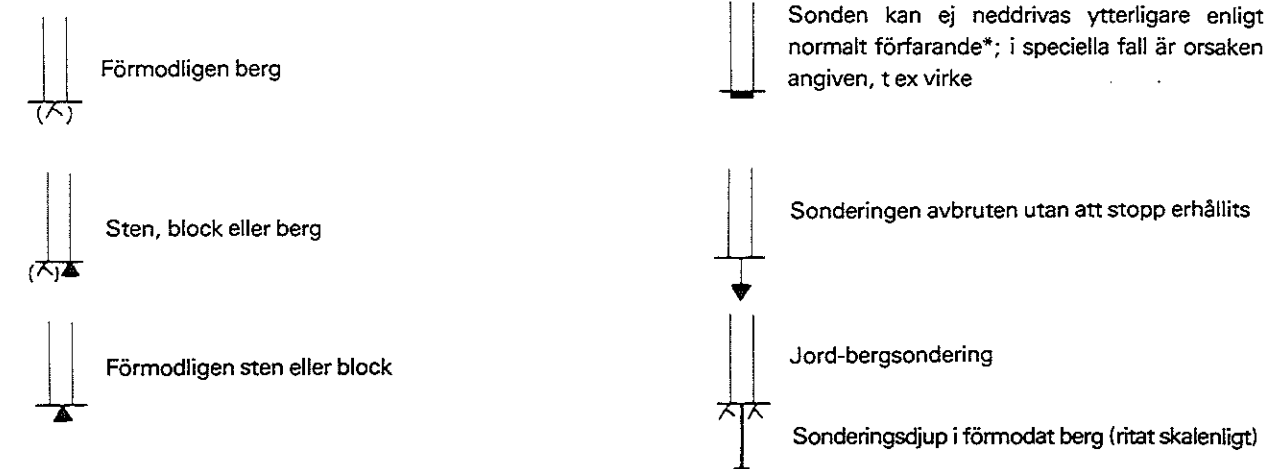 Förmodligen berg
Sten, block eller berg
Förmodligen sten eller block
Sonden kan ej neddrivas ytterligare enligt
normalt förfarande*; i speciella fall är orsaken
angiven, t ex virke
Sonderingen avbruten utan att stopp erhållits
Jord-bergsondering
Sonderingsdjup i förmodat berg (ritat skalenligt)